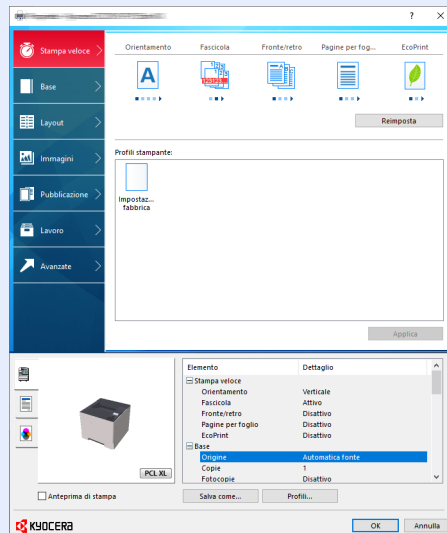 ? ×
Stampa veloce
Base
Layout
Immagini
Pubblicazione
Lavoro
Avanzate
Orientamento Fascicola Fronte/retro Pagine per fog... EcoPrint
A
Reimposta
Profili stampante:
Impostaz...
fabbrica
Applica
PCL XL
Anteprima di stampa
Elemento Dettaglio
Stampa veloce
Orientamento Verticale
Fascicola Attivo
Fronte/retro Disattivo
Pagine per foglio Disattivo
EcoPrint Disattivo
Base
Origine Automatica fonte
Copie 1
Fotocopie Disattivo
Salva come... Profili...
KYOCERA
OK Annulla